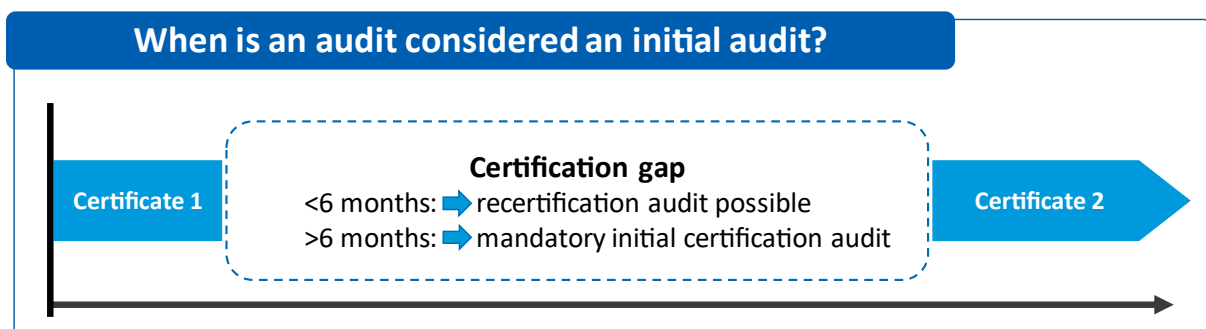 When is an audit considered an initial audit?
Certification gap
Certificate 1
<6 months: recertification audit possible
>6 months: mandatory initial certification audit
Certificate 2